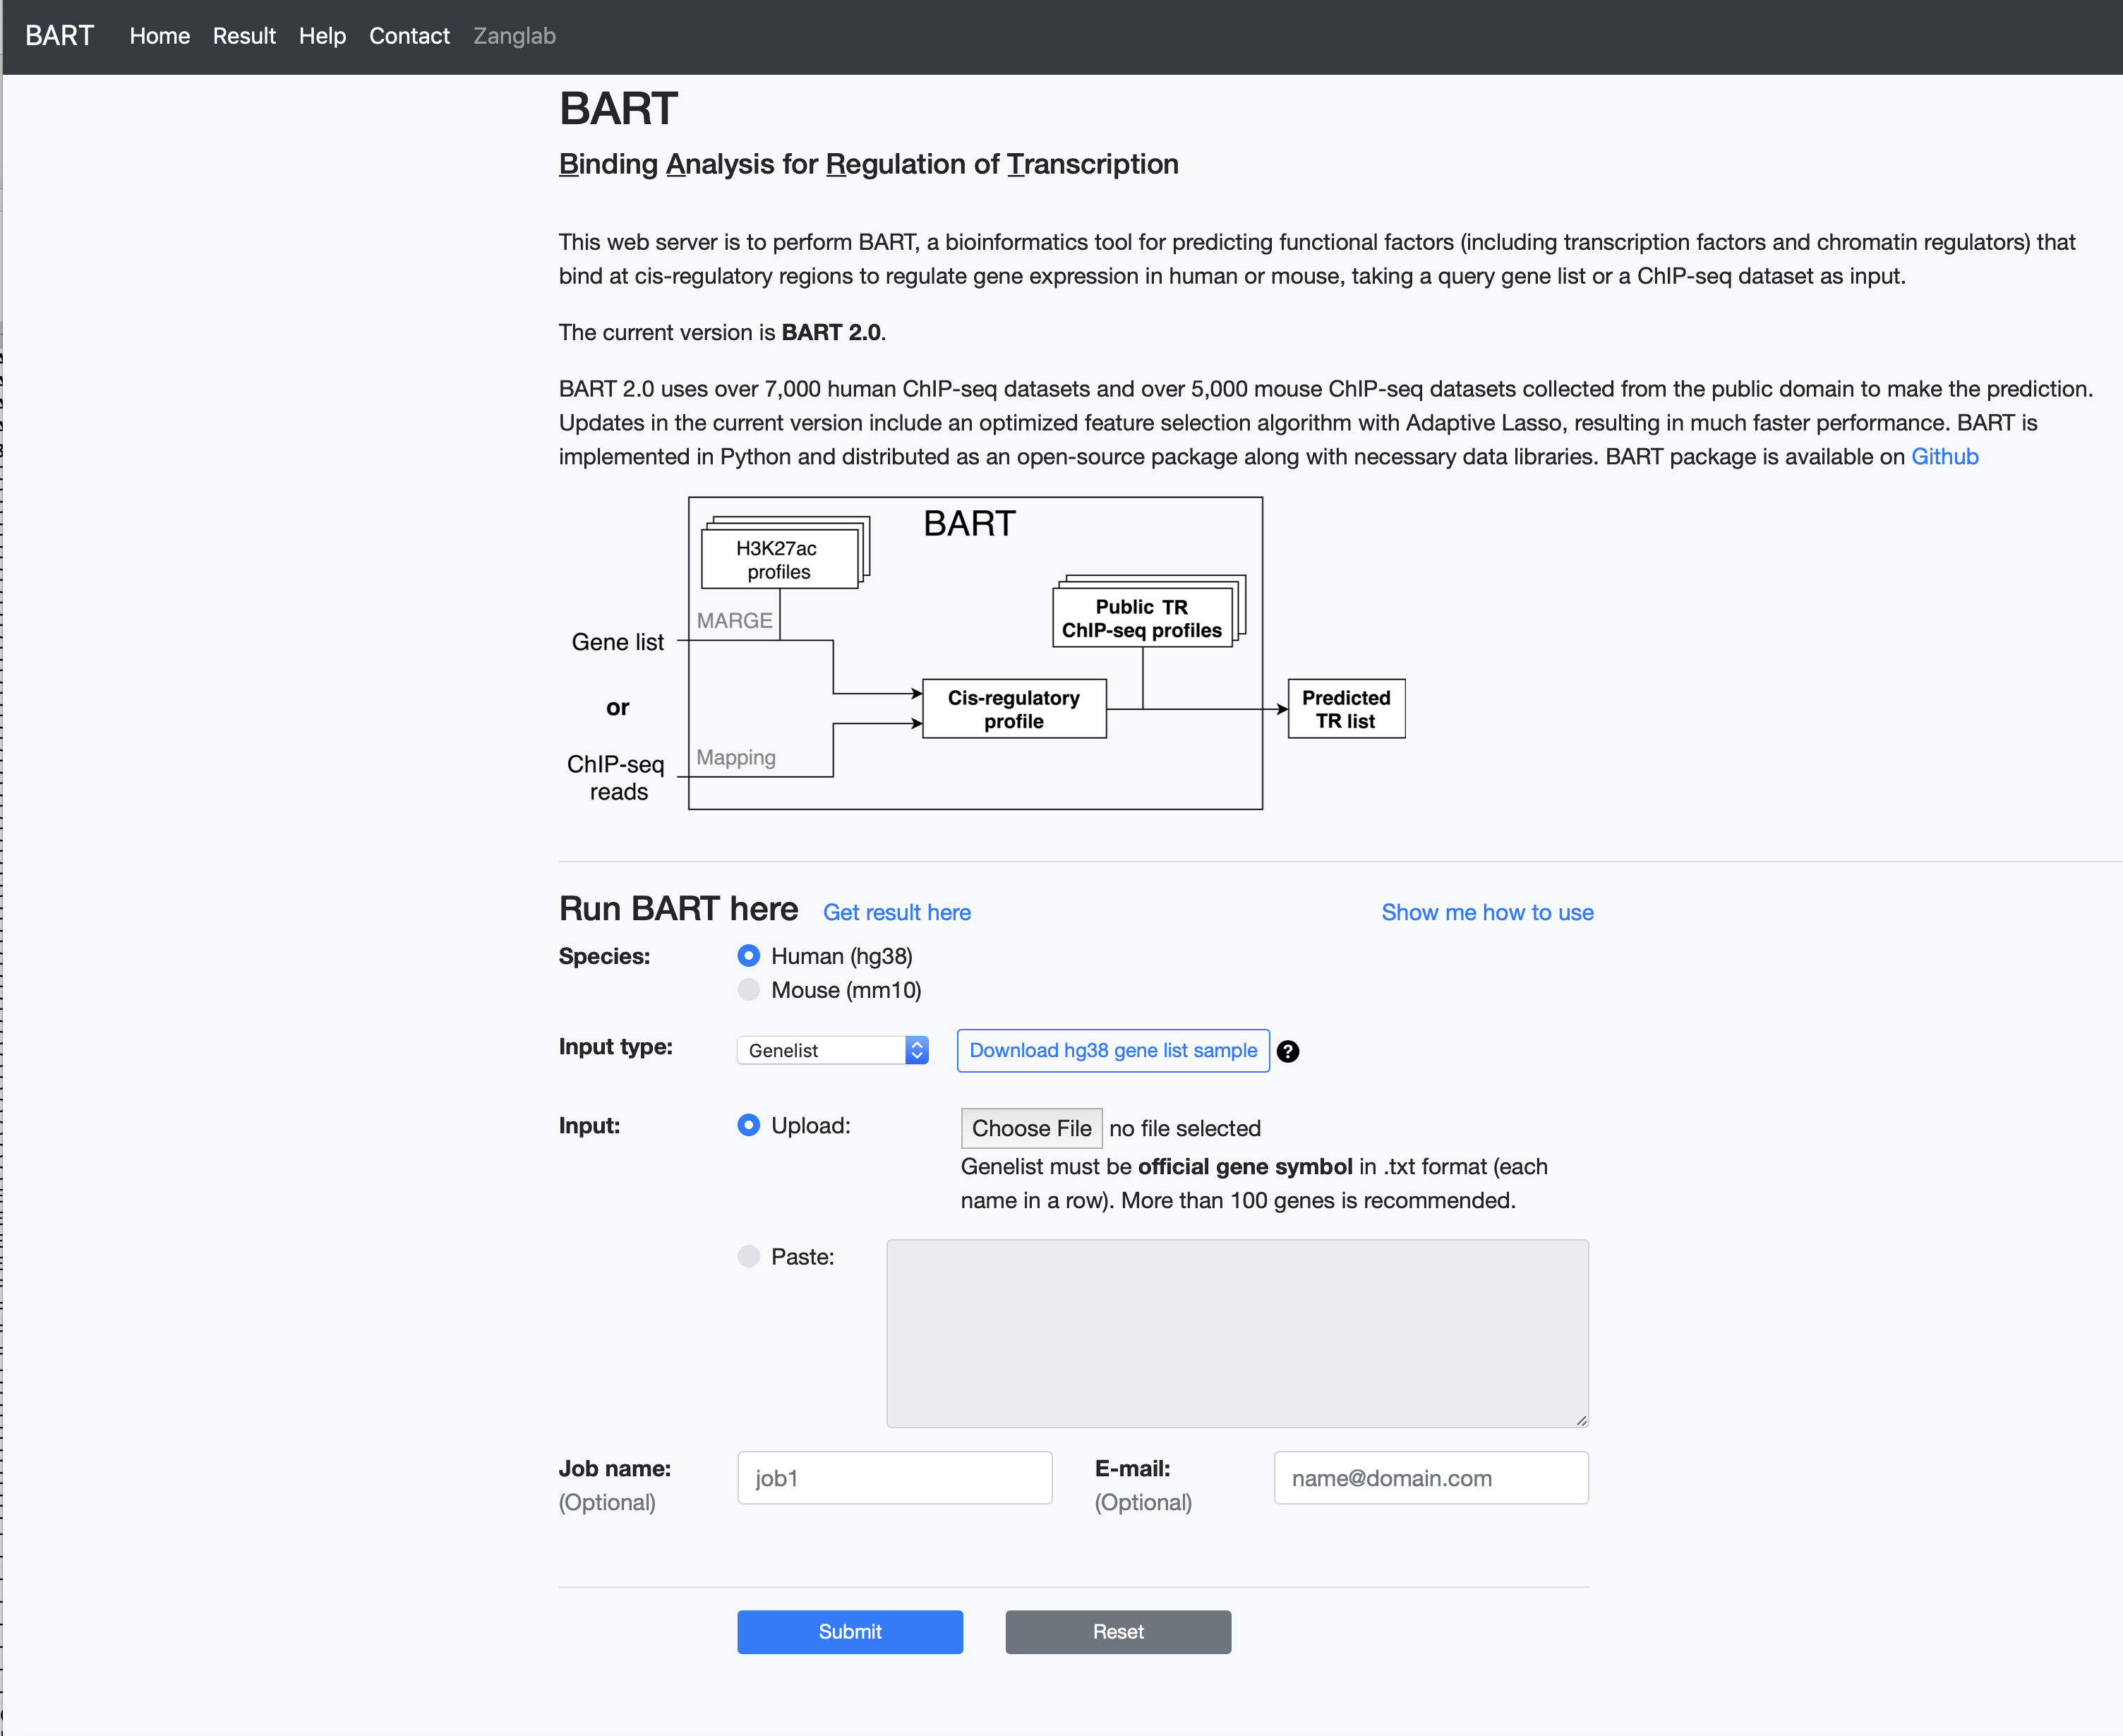 BART Home Result Help Contact Zanglab
BART
Binding Analysis for Regulation of Transcription
This web server is to perform BART, a bioinformatics tool for predicting functional factors (including transcription factors and chromatin regulators) that
bind at cis-regulatory regions to regulate gene expression in human or mouse, taking a query gene list or a ChIP-seq dataset as input.
The current version is BART 2.0.
BART 2.0 uses over 7,000 human ChIP-seq datasets and over 5,000 mouse ChIP-seq datasets collected from the public domain to make the prediction.
Updates in the current version include an optimized feature selection algorithm with Adaptive Lasso, resulting in much faster performance. BART is
implemented in Python and distributed as an open-source package along with necessary data libraries. BART package is available on Github
BART
H3K27ac
profiles
MARGE
Gene list
or
ChIP-seq
reads
Mapping
Public TR
ChIP-seq profiles
Cis-regulatory
profile
Predicted
TR list
Run BART here Get result here Show me how to use
Species: Human (hg38)
Mouse (mm10)
Input type: Genelist Download hg38 gene list sample ?
Input: Upload: Choose File no file selected
Genelist must be official gene symbol in .txt format (each
name in a row). More than 100 genes is recommended.
Paste:
Job name: job1 E-mail: name@domain.com
(Optional) (Optional)
Submit Reset